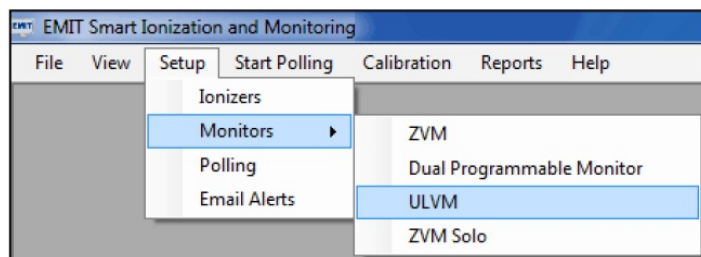 EMIT EMIT Smart Ionization and Monitoring
File View Setup Start Polling Calibration Reports Help
Ionizers
Monitors
Polling
Email Alerts
ZVM
Dual Programmable Monitor
ULVM
ZVM Solo